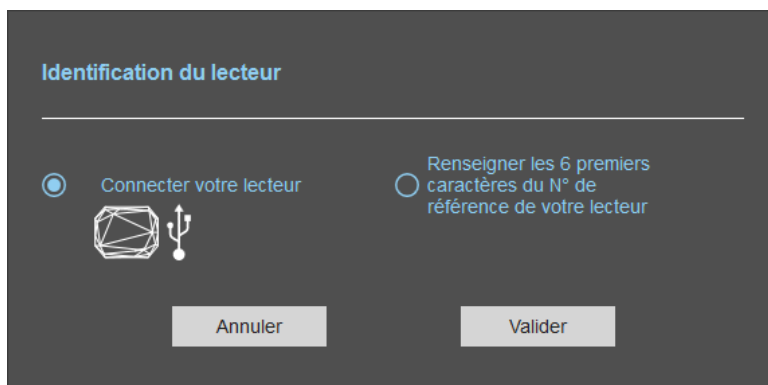 Identification du lecteur
Connecter votre lecteur
Renseigner les 6 premiers
caractères du N° de
référence de votre lecteur
Annuler
Valider